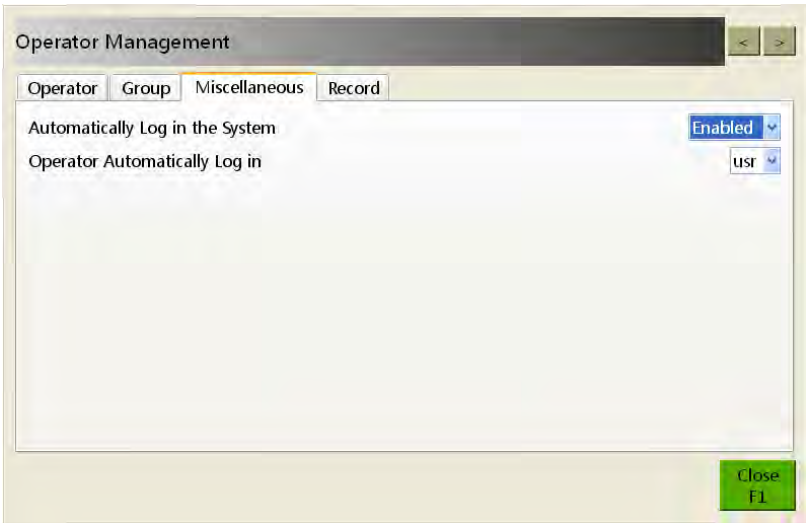 Operator Management
< >
Operator Group Miscellaneous Record
Automatically Log in the System Enabled
Operator Automatically Log in usr
Close
F1